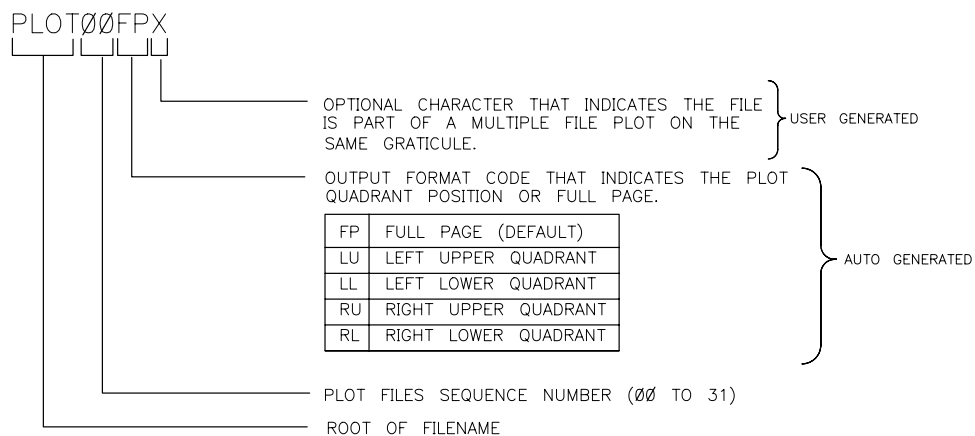 PLOTØØFPX
OPTIONAL CHARACTER THAT INDICATES THE FILE
IS PART OF A MULTIPLE FILE PLOT ON THE
SAME GRATICULE.
USER GENERATED
OUTPUT FORMAT CODE THAT INDICATES THE PLOT
QUADRANT POSITION OR FULL PAGE.
FP FULL PAGE (DEFAULT)
LU LEFT UPPER QUADRANT
LL LEFT LOWER QUADRANT
RU RIGHT UPPER QUADRANT
RL RIGHT LOWER QUADRANT
AUTO GENERATED
PLOT FILES SEQUENCE NUMBER (ØØ TO 31)
ROOT OF FILENAME